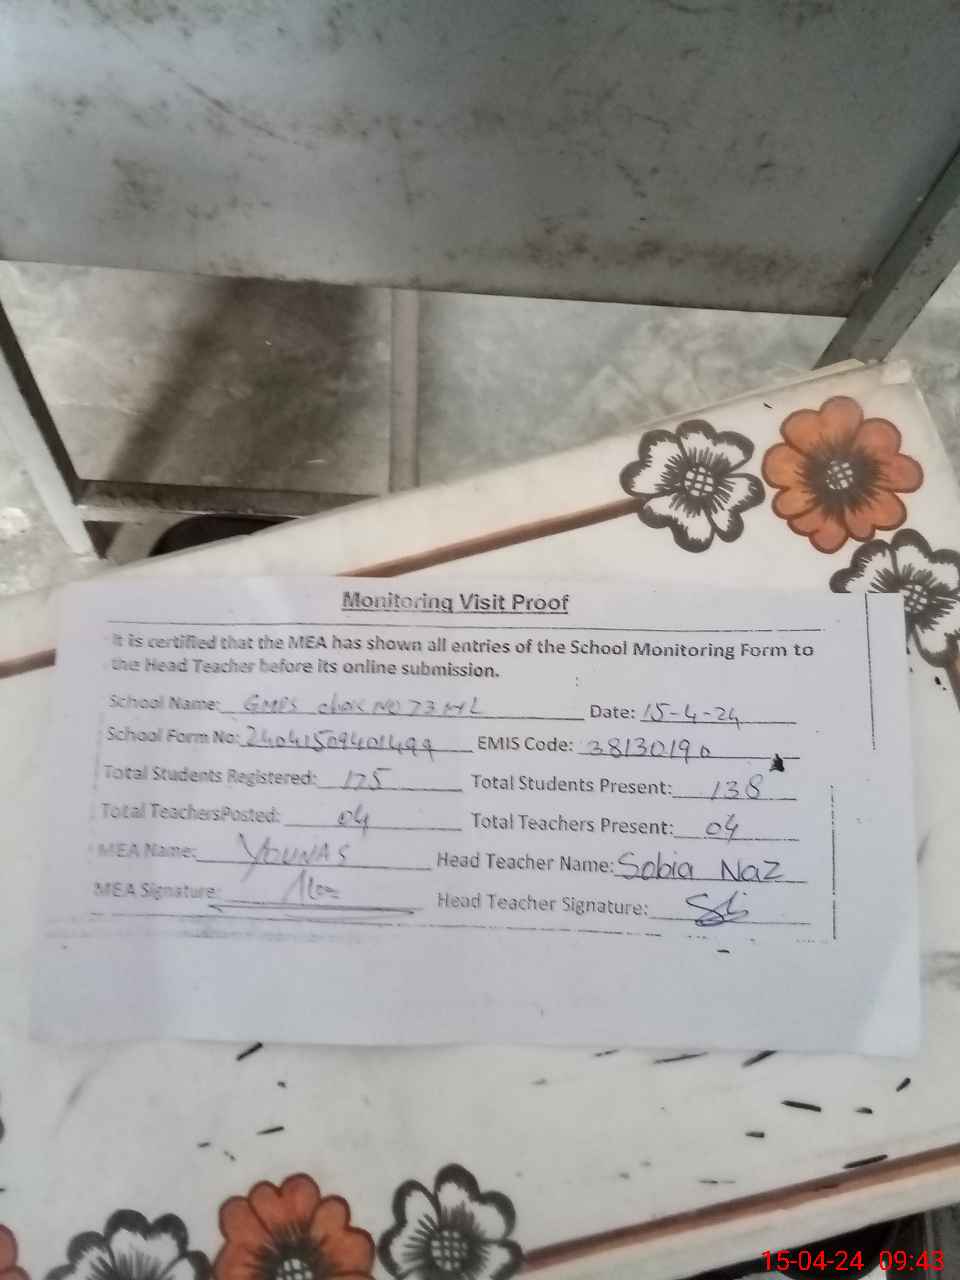 Monitoring Visit Proof
It is certified that the MEA has shown all entries of the School Monitoring Form to
the Head Teacher before its online submission.
School Name: GMPS chak NO 73 ML Date: 15-4-24
School Form No: 24041509401499 EMIS Code: 38130190
Total Students Registered: 175 Total Students Present: 138
Total TeachersPosted: 04 Total Teachers Present: 04
MEA Name: YOUNAS Head Teacher Name: Sobia Naz
MEA Signature: Head Teacher Signature:
15-04-24 09:43